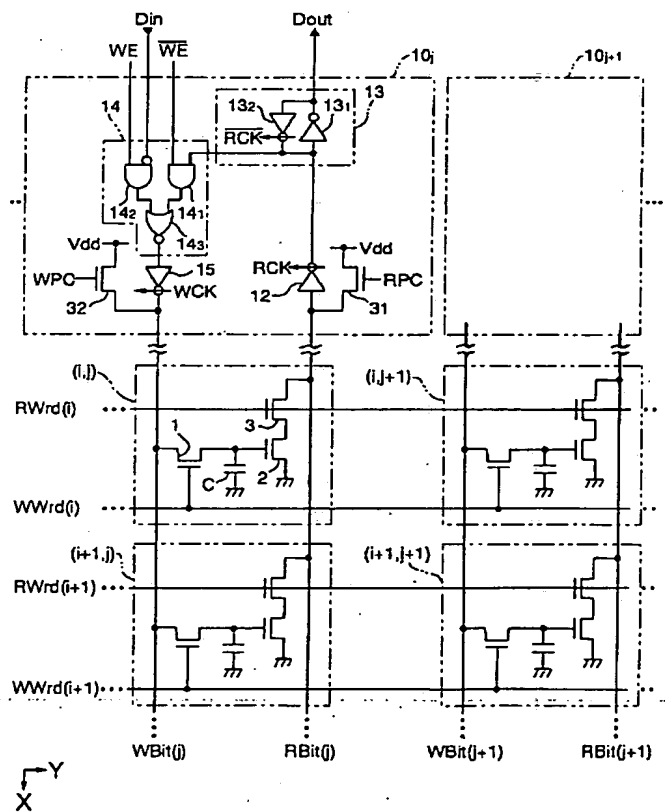 Din Dout
WE W̅E̅ 10j 10j+1
13
14 132 131
R̅C̅K̅
142 141
143
Vdd Vdd
WPC 15 RCK RPC
WCK
32 12 31
(i,j) (i,j+1)
RWrd(i)
3
1
C 2
WWrd(i)
(i+1,j) (i+1,j+1)
RWrd(i+1)
WWrd(i+1)
WBit(j) RBit(j) WBit(j+1) RBit(j+1)
Y
X